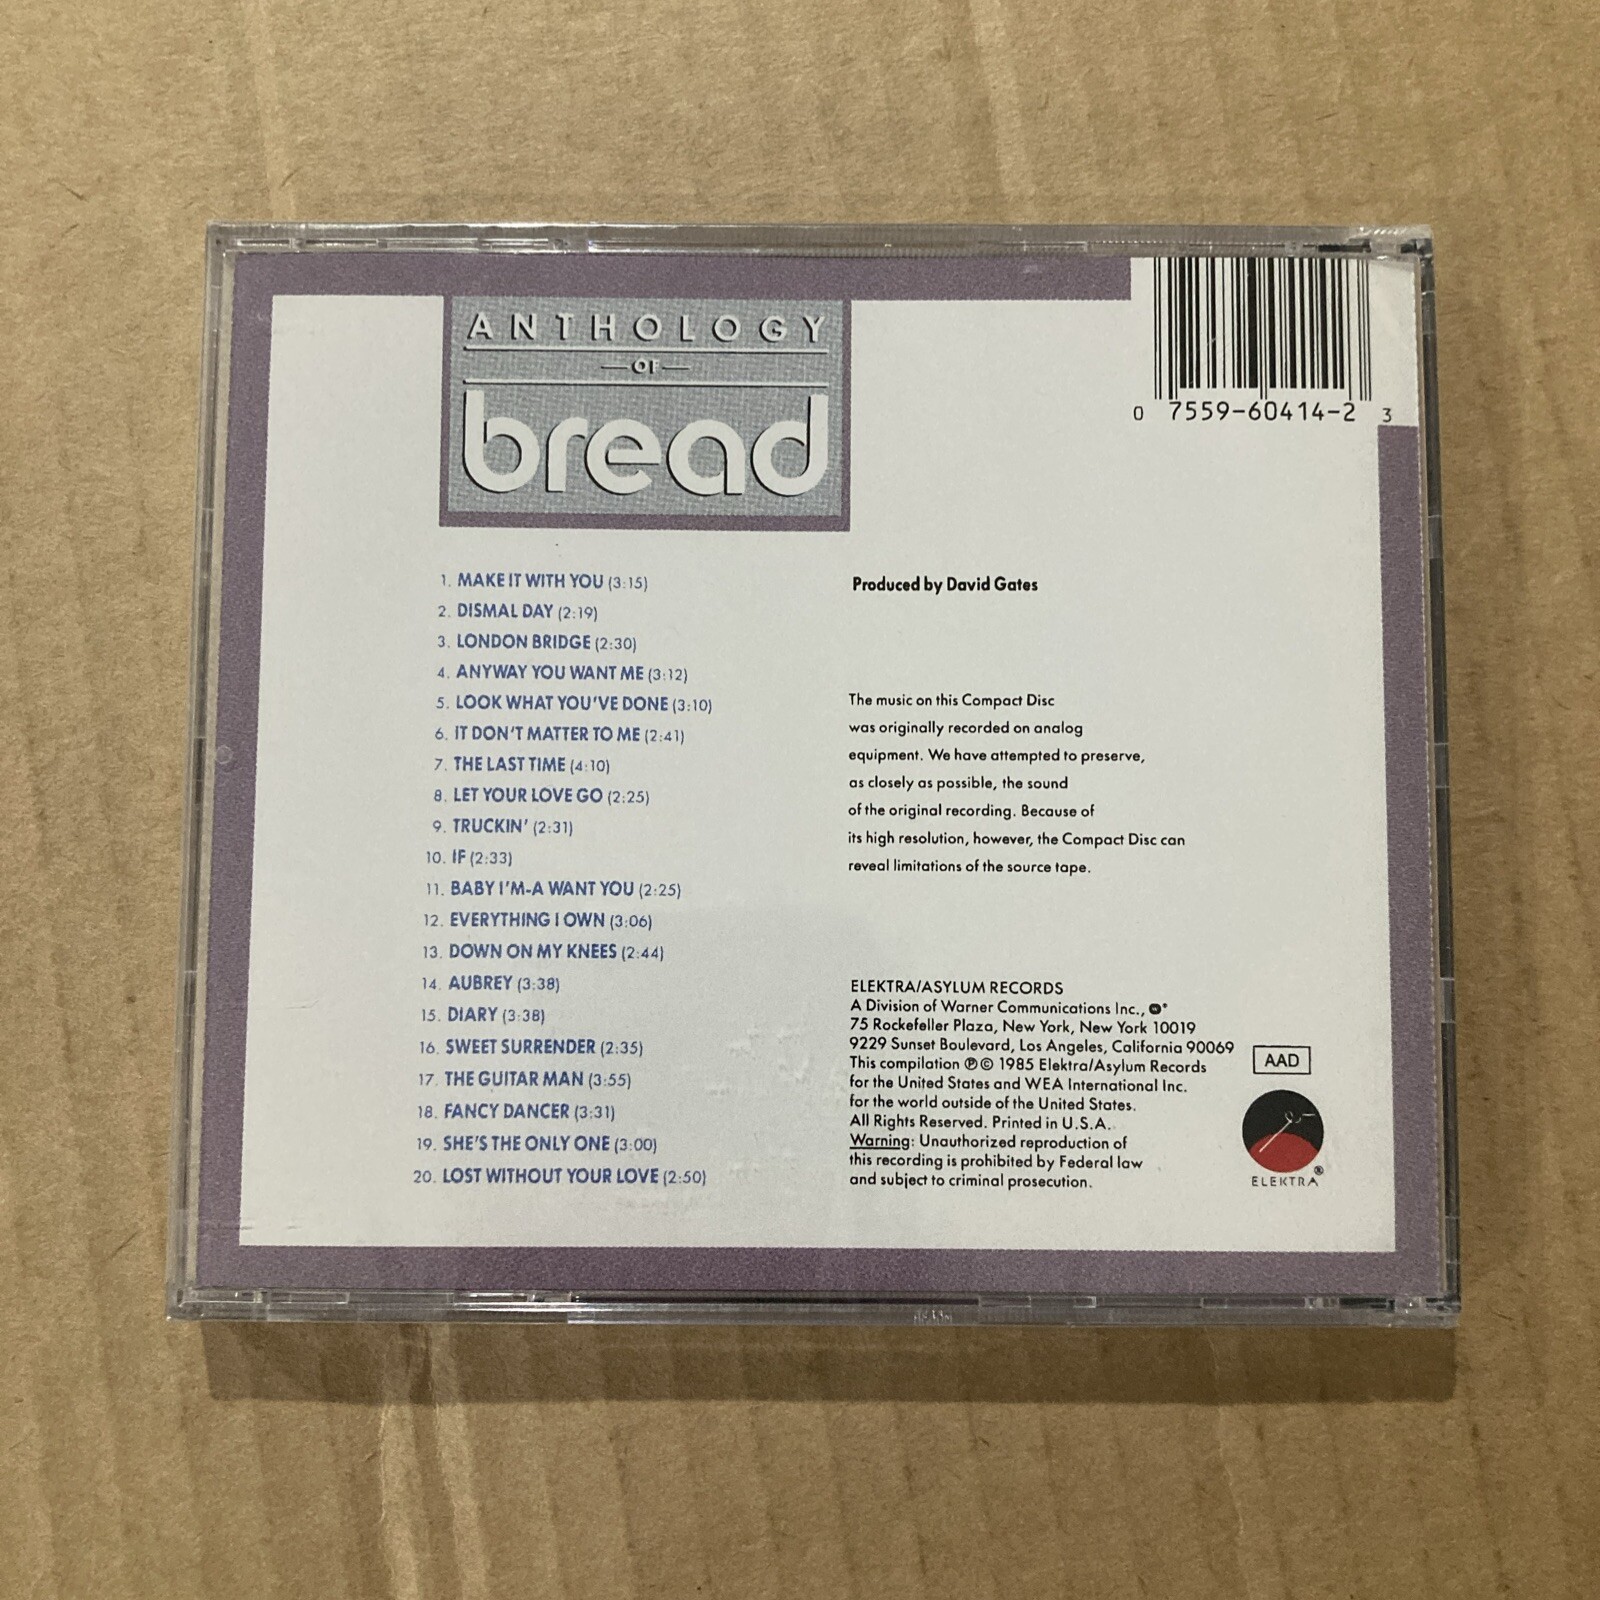 ANTHOLOGY
OF
bread
0 7559-60414-2 3
1. MAKE IT WITH YOU (3:15)
2. DISMAL DAY (2:19)
3. LONDON BRIDGE (2:30)
4. ANYWAY YOU WANT ME (3:12)
5. LOOK WHAT YOU'VE DONE (3:10)
6. IT DON'T MATTER TO ME (2:41)
7. THE LAST TIME (4:10)
8. LET YOUR LOVE GO (2:25)
9. TRUCKIN' (2:31)
10. IF (2:33)
11. BABY I'M-A WANT YOU (2:25)
12. EVERYTHING I OWN (3:06)
13. DOWN ON MY KNEES (2:44)
14. AUBREY (3:38)
15. DIARY (3:38)
16. SWEET SURRENDER (2:35)
17. THE GUITAR MAN (3:55)
18. FANCY DANCER (3:31)
19. SHE'S THE ONLY ONE (3:00)
20. LOST WITHOUT YOUR LOVE (2:50)
Produced by David Gates
The music on this Compact Disc
was originally recorded on analog
equipment. We have attempted to preserve,
as closely as possible, the sound
of the original recording. Because of
its high resolution, however, the Compact Disc can
reveal limitations of the source tape.
ELEKTRA/ASYLUM RECORDS
A Division of Warner Communications Inc.,
75 Rockefeller Plaza, New York, New York 10019
9229 Sunset Boulevard, Los Angeles, California 90069
This compilation ℗© 1985 Elektra/Asylum Records
for the United States and WEA International Inc.
for the world outside of the United States.
All Rights Reserved. Printed in U.S.A.
Warning: Unauthorized reproduction of
this recording is prohibited by Federal law
and subject to criminal prosecution.
AAD
ELEKTRA®